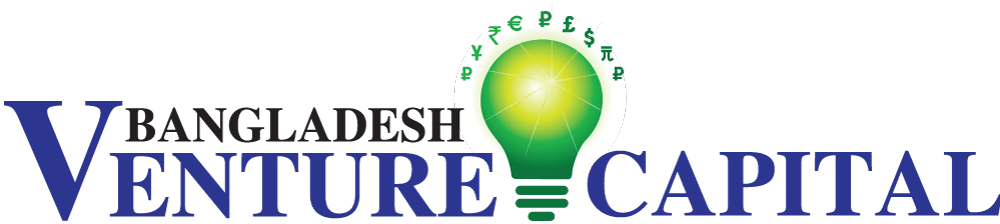 ₽ ¥ ₹ € ₽ £ $ ₽
BANGLADESH
VENTURE CAPITAL